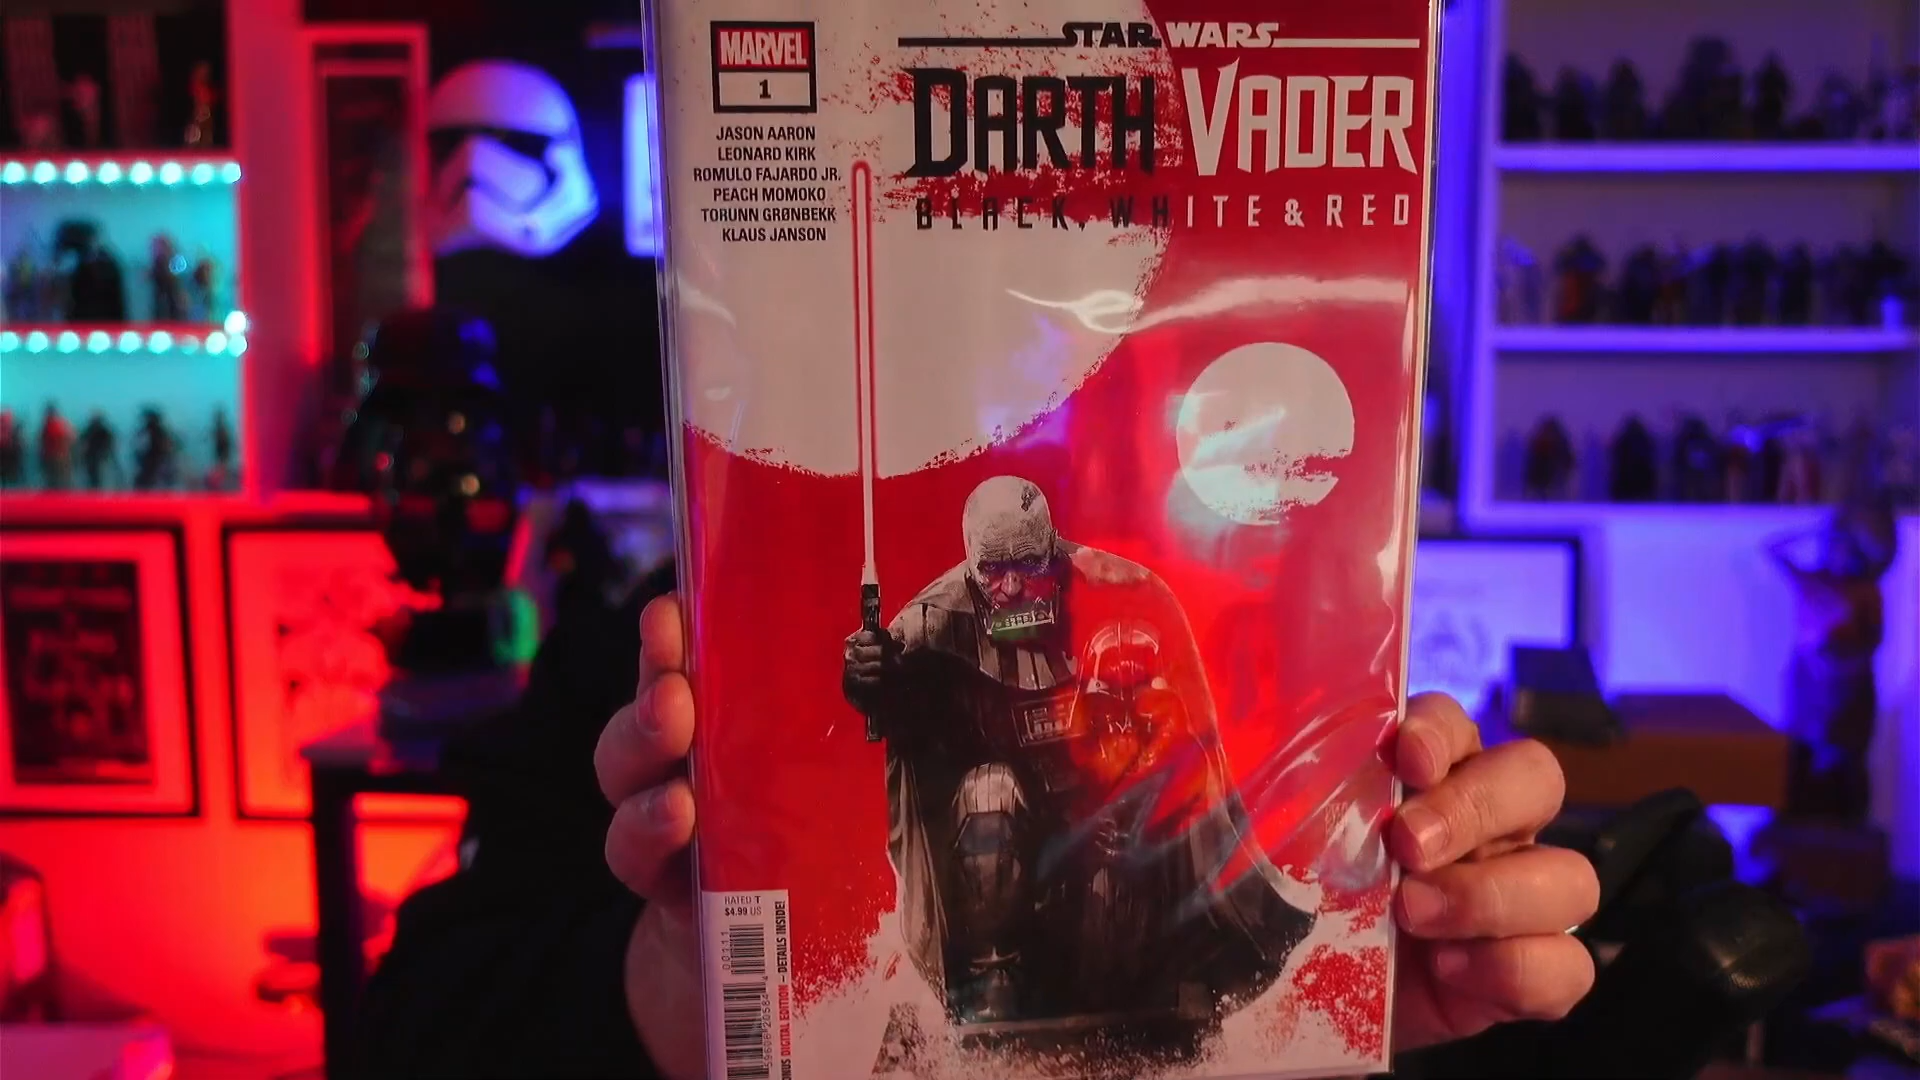 MARVEL
1
JASON AARON
LEONARD KIRK
ROMULO FAJARDO JR.
PEACH MOMOKO
TORUNN GRØNBEKK
KLAUS JANSON
STAR WARS
DARTH VADER
BLACK, WHITE & RED
RATED T
$4.99 US
DIGITAL EDITION – DETAILS INSIDE!
00111